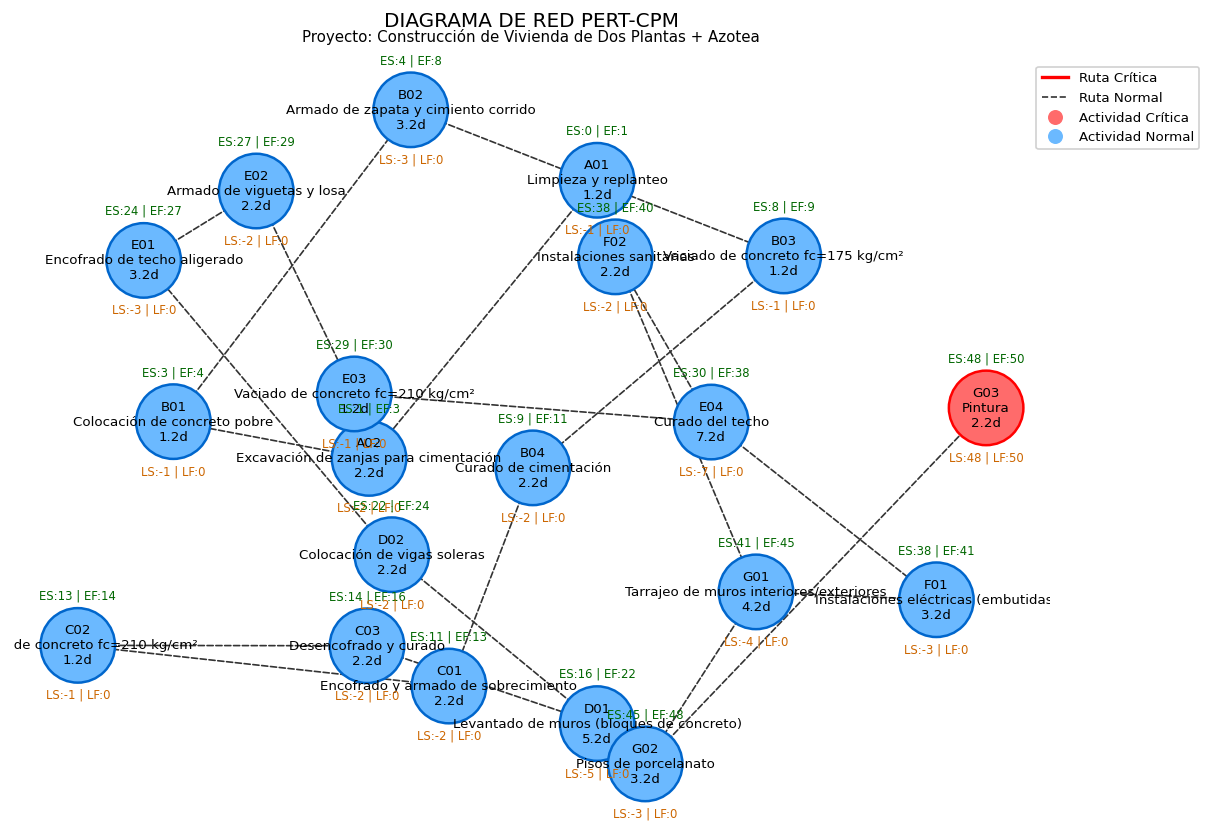 DIAGRAMA DE RED PERT-CPM
Proyecto: Construcción de Vivienda de Dos Plantas + Azotea
Ruta Crítica
Ruta Normal
Actividad Crítica
Actividad Normal
ES:4 | EF:8
B02
Armado de zapata y cimiento corrido
3.2d
LS:-3 | LF:0
ES:27 | EF:29
E02
Armado de viguetas y losa
2.2d
LS:-2 | LF:0
ES:0 | EF:1
A01
Limpieza y replanteo
1.2d
LS:-1 | LF:0
ES:24 | EF:27
E01
Encofrado de techo aligerado
3.2d
LS:-3 | LF:0
ES:38 | EF:40
F02
Instalaciones sanitarias
2.2d
LS:-2 | LF:0
ES:8 | EF:9
B03
Vaciado de concreto fc=175 kg/cm²
1.2d
LS:-1 | LF:0
ES:29 | EF:30
E03
Vaciado de concreto fc=210 kg/cm²
1.2d
LS:-1 | LF:0
ES:48 | EF:50
G03
Pintura
2.2d
LS:48 | LF:50
ES:3 | EF:4
B01
Colocación de concreto pobre
1.2d
LS:-1 | LF:0
ES:30 | EF:38
E04
Curado del techo
7.2d
LS:-7 | LF:0
ES:1 | EF:3
A02
Excavación de zanjas para cimentación
2.2d
LS:-2 | LF:0
ES:9 | EF:11
B04
Curado de cimentación
2.2d
LS:-2 | LF:0
ES:22 | EF:24
D02
Colocación de vigas soleras
2.2d
LS:-2 | LF:0
ES:41 | EF:45
G01
Tarrajeo de muros interiores/exteriores
4.2d
LS:-4 | LF:0
ES:38 | EF:41
F01
Instalaciones eléctricas (embutidas
3.2d
LS:-3 | LF:0
ES:13 | EF:14
C02
de concreto fc=210 kg/cm²
1.2d
LS:-1 | LF:0
ES:14 | EF:16
C03
Desencofrado y curado
2.2d
LS:-2 | LF:0
ES:11 | EF:13
C01
Encofrado y armado de sobrecimiento
2.2d
LS:-2 | LF:0
ES:16 | EF:22
D01
Levantado de muros (bloques de concreto)
5.2d
LS:-5 | LF:0
ES:45 | EF:48
G02
Pisos de porcelanato
3.2d
LS:-3 | LF:0